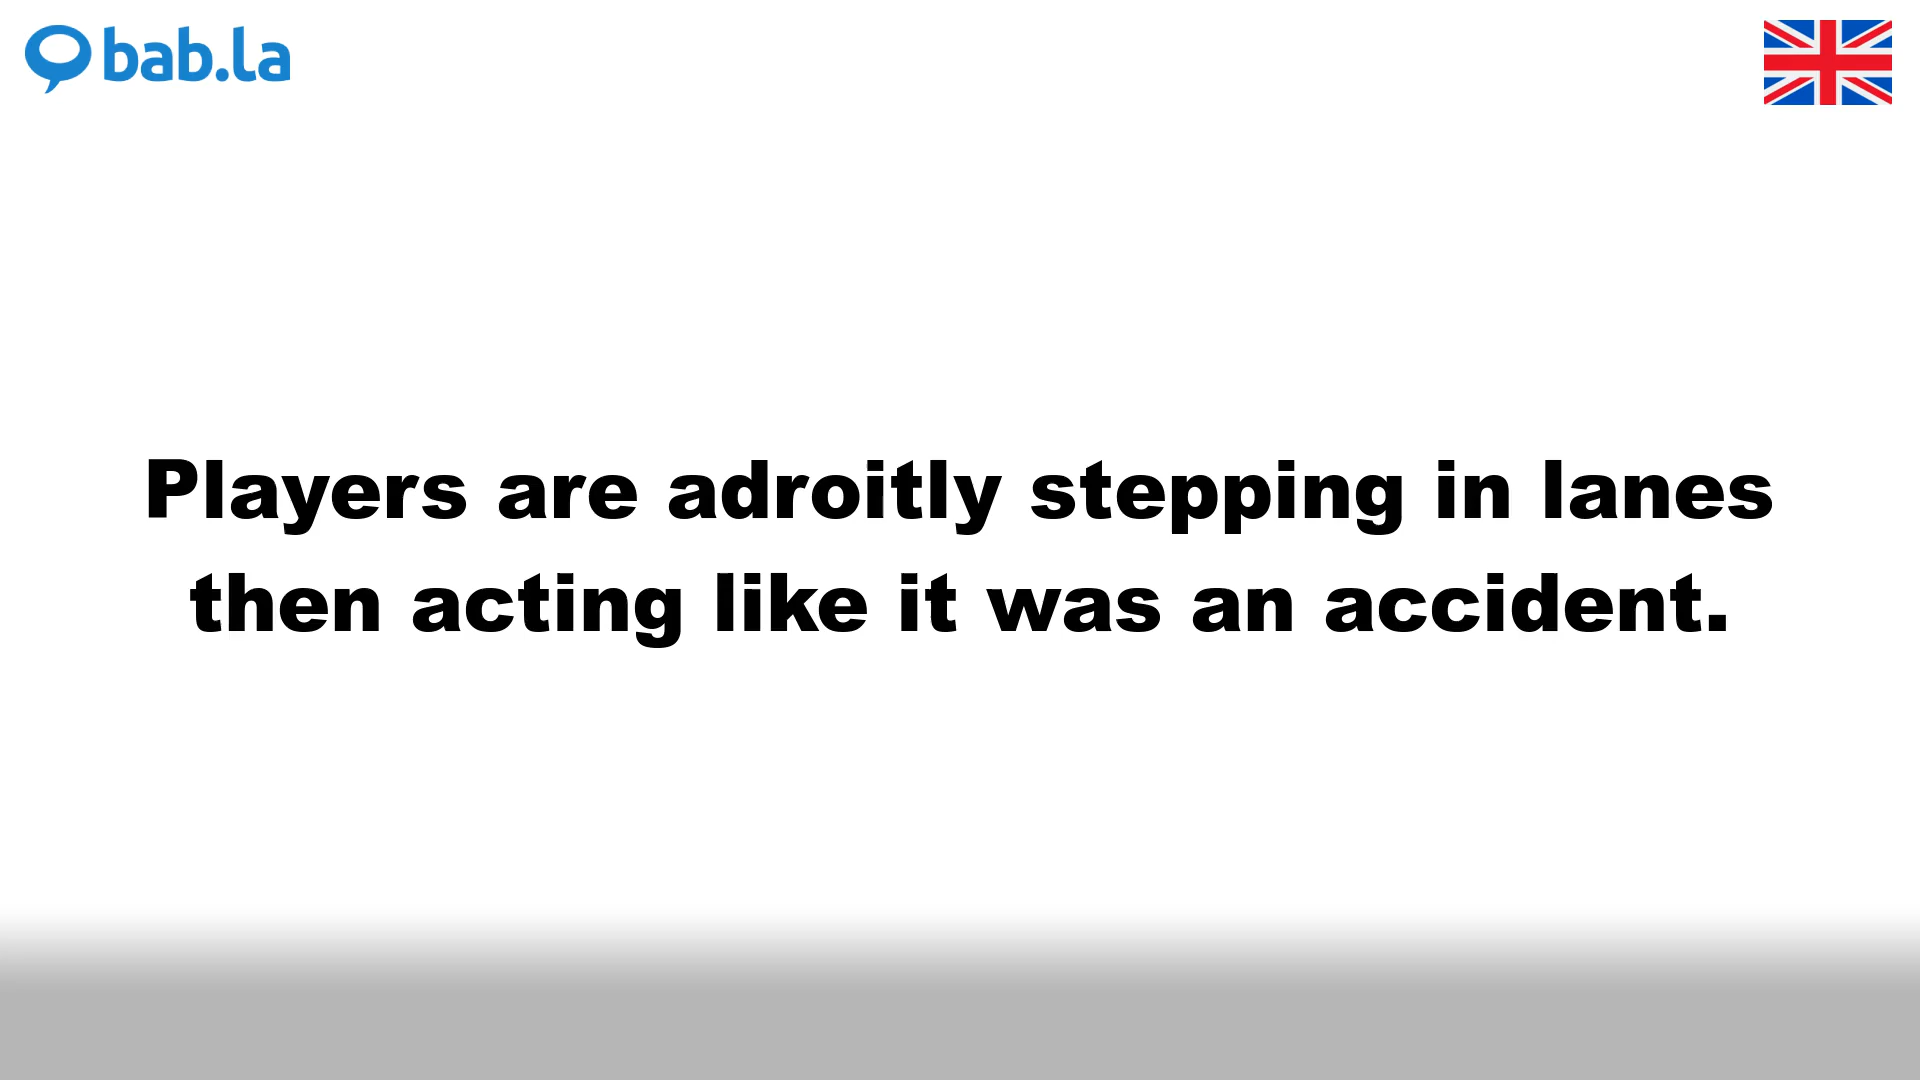 bab.la
Players are adroitly stepping in lanes
then acting like it was an accident.